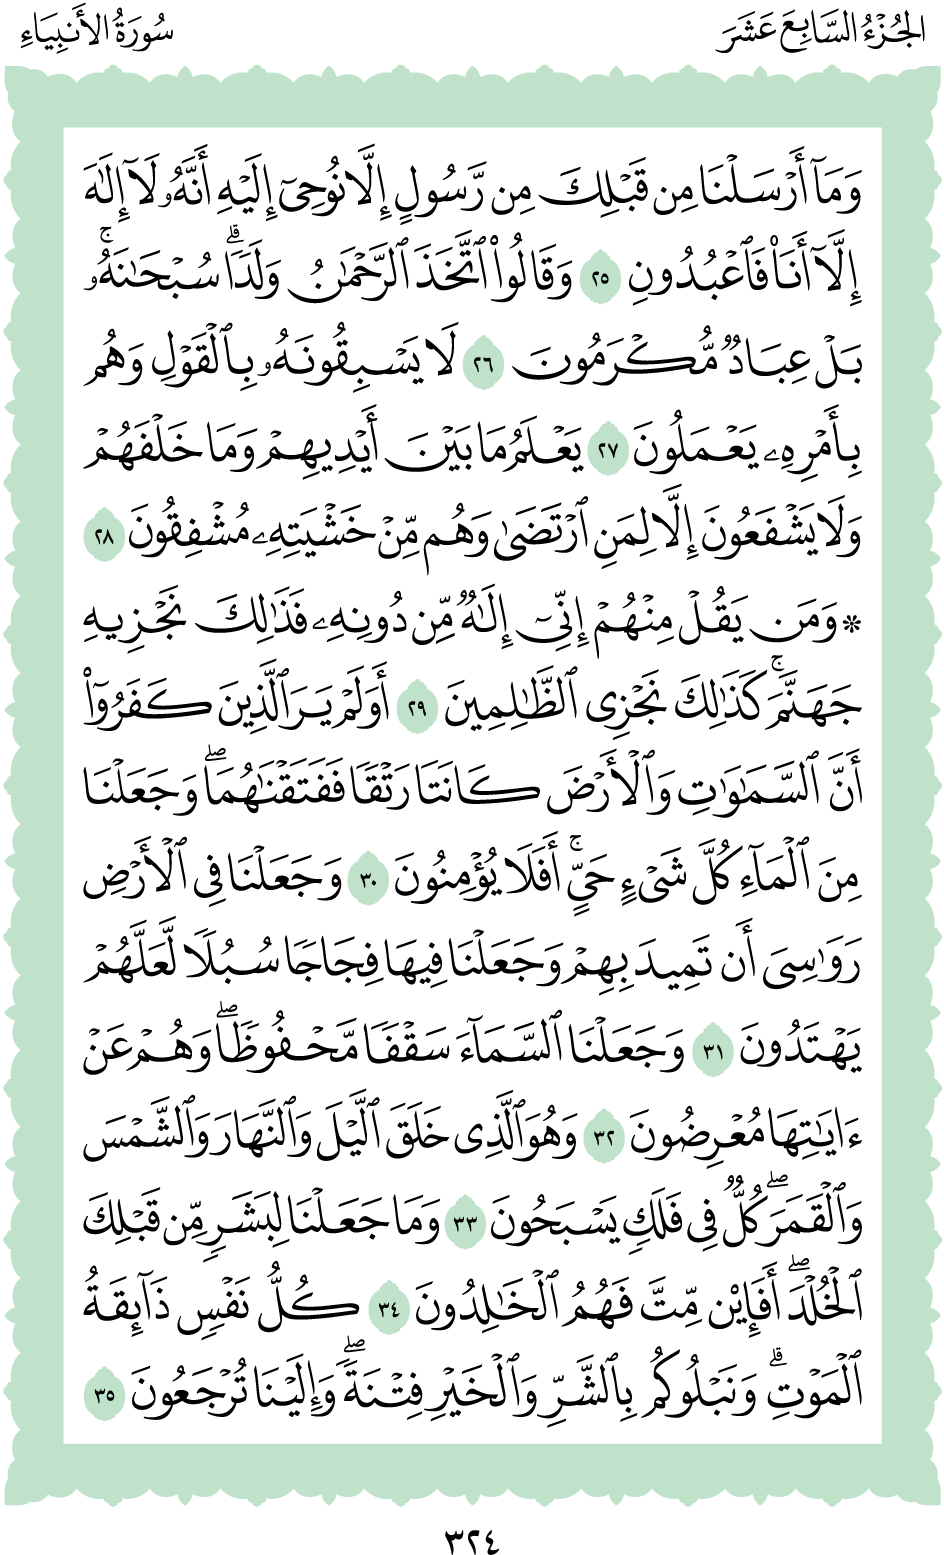 الجُزْءُ السَّابِعَ عَشَرَ
سُورَةُ الأَنبِيَاءِ
وَمَآ أَرۡسَلۡنَا مِن قَبۡلِكَ مِن رَّسُولٍ إِلَّا نُوحِيٓ إِلَيۡهِ أَنَّهُۥ لَآ إِلَٰهَ
إِلَّآ أَنَا۠ فَٱعۡبُدُونِ ٢٥ وَقَالُواْ ٱتَّخَذَ ٱلرَّحۡمَٰنُ وَلَدٗاۗ سُبۡحَٰنَهُۥۚ
بَلۡ عِبَادٞ مُّكۡرَمُونَ ٢٦ لَا يَسۡبِقُونَهُۥ بِٱلۡقَوۡلِ وَهُم
بِأَمۡرِهِۦ يَعۡمَلُونَ ٢٧ يَعۡلَمُ مَا بَيۡنَ أَيۡدِيهِمۡ وَمَا خَلۡفَهُمۡ
وَلَا يَشۡفَعُونَ إِلَّا لِمَنِ ٱرۡتَضَىٰ وَهُم مِّنۡ خَشۡيَتِهِۦ مُشۡفِقُونَ ٢٨
۞ وَمَن يَقُلۡ مِنۡهُمۡ إِنِّيٓ إِلَٰهٞ مِّن دُونِهِۦ فَذَٰلِكَ نَجۡزِيهِ
جَهَنَّمَۚ كَذَٰلِكَ نَجۡزِي ٱلظَّٰلِمِينَ ٢٩ أَوَلَمۡ يَرَ ٱلَّذِينَ كَفَرُوٓاْ
أَنَّ ٱلسَّمَٰوَٰتِ وَٱلۡأَرۡضَ كَانَتَا رَتۡقٗا فَفَتَقۡنَٰهُمَاۖ وَجَعَلۡنَا
مِنَ ٱلۡمَآءِ كُلَّ شَيۡءٍ حَيٍّۚ أَفَلَا يُؤۡمِنُونَ ٣٠ وَجَعَلۡنَا فِي ٱلۡأَرۡضِ
رَوَٰسِيَ أَن تَمِيدَ بِهِمۡ وَجَعَلۡنَا فِيهَا فِجَاجٗا سُبُلٗا لَّعَلَّهُمۡ
يَهۡتَدُونَ ٣١ وَجَعَلۡنَا ٱلسَّمَآءَ سَقۡفٗا مَّحۡفُوظٗاۖ وَهُمۡ عَنۡ
ءَايَٰتِهَا مُعۡرِضُونَ ٣٢ وَهُوَ ٱلَّذِي خَلَقَ ٱلَّيۡلَ وَٱلنَّهَارَ وَٱلشَّمۡسَ
وَٱلۡقَمَرَۖ كُلّٞ فِي فَلَكٖ يَسۡبَحُونَ ٣٣ وَمَا جَعَلۡنَا لِبَشَرٖ مِّن قَبۡلِكَ
ٱلۡخُلۡدَۖ أَفَإِيْن مِّتَّ فَهُمُ ٱلۡخَٰلِدُونَ ٣٤ كُلُّ نَفۡسٖ ذَآئِقَةُ
ٱلۡمَوۡتِۗ وَنَبۡلُوكُم بِٱلشَّرِّ وَٱلۡخَيۡرِ فِتۡنَةٗۖ وَإِلَيۡنَا تُرۡجَعُونَ ٣٥
٣٢٤